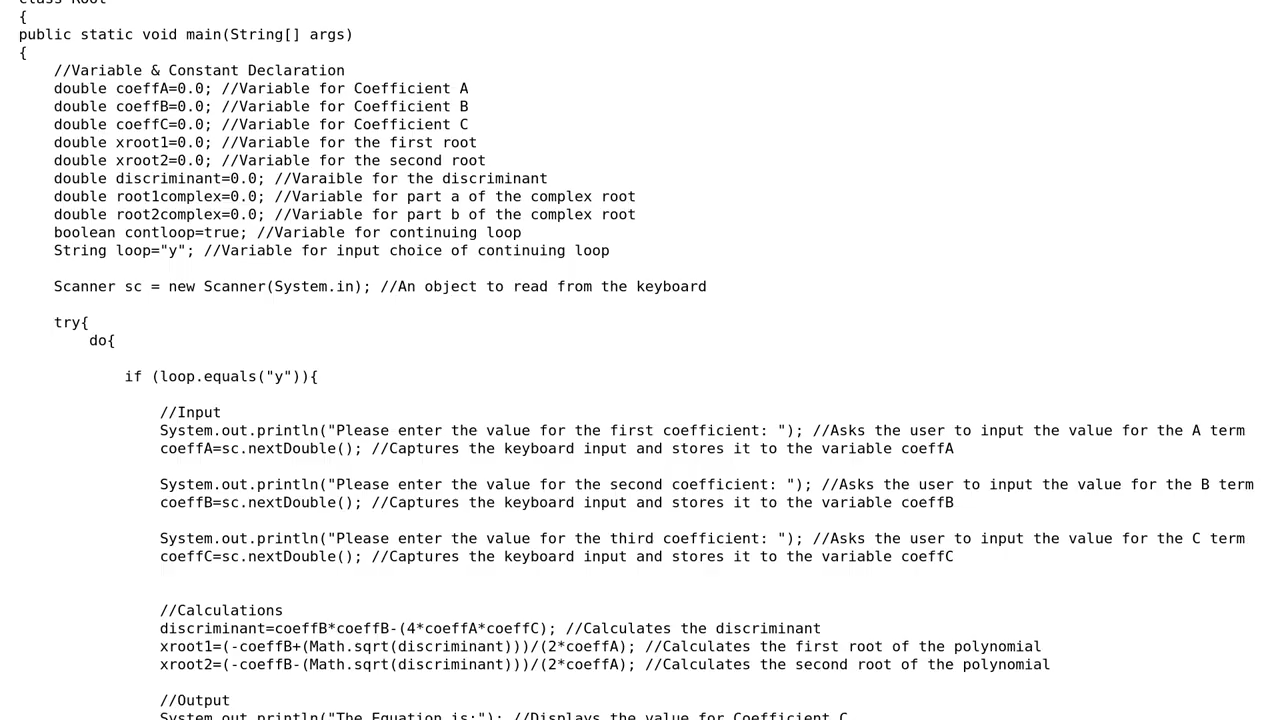 class Root
{
public static void main(String[] args)
{
//Variable & Constant Declaration
double coeffA=0.0; //Variable for Coefficient A
double coeffB=0.0; //Variable for Coefficient B
double coeffC=0.0; //Variable for Coefficient C
double xroot1=0.0; //Variable for the first root
double xroot2=0.0; //Variable for the second root
double discriminant=0.0; //Varaible for the discriminant
double root1complex=0.0; //Variable for part a of the complex root
double root2complex=0.0; //Variable for part b of the complex root
boolean contloop=true; //Variable for continuing loop
String loop="y"; //Variable for input choice of continuing loop
Scanner sc = new Scanner(System.in); //An object to read from the keyboard
try{
do{
if (loop.equals("y")){
//Input
System.out.println("Please enter the value for the first coefficient: "); //Asks the user to input the value for the A term
coeffA=sc.nextDouble(); //Captures the keyboard input and stores it to the variable coeffA
System.out.println("Please enter the value for the second coefficient: "); //Asks the user to input the value for the B term
coeffB=sc.nextDouble(); //Captures the keyboard input and stores it to the variable coeffB
System.out.println("Please enter the value for the third coefficient: "); //Asks the user to input the value for the C term
coeffC=sc.nextDouble(); //Captures the keyboard input and stores it to the variable coeffC
//Calculations
discriminant=coeffB*coeffB-(4*coeffA*coeffC); //Calculates the discriminant
xroot1=(-coeffB+(Math.sqrt(discriminant)))/(2*coeffA); //Calculates the first root of the polynomial
xroot2=(-coeffB-(Math.sqrt(discriminant)))/(2*coeffA); //Calculates the second root of the polynomial
//Output
System.out.println("The Equation is:"); //Displays the value for Coefficient C